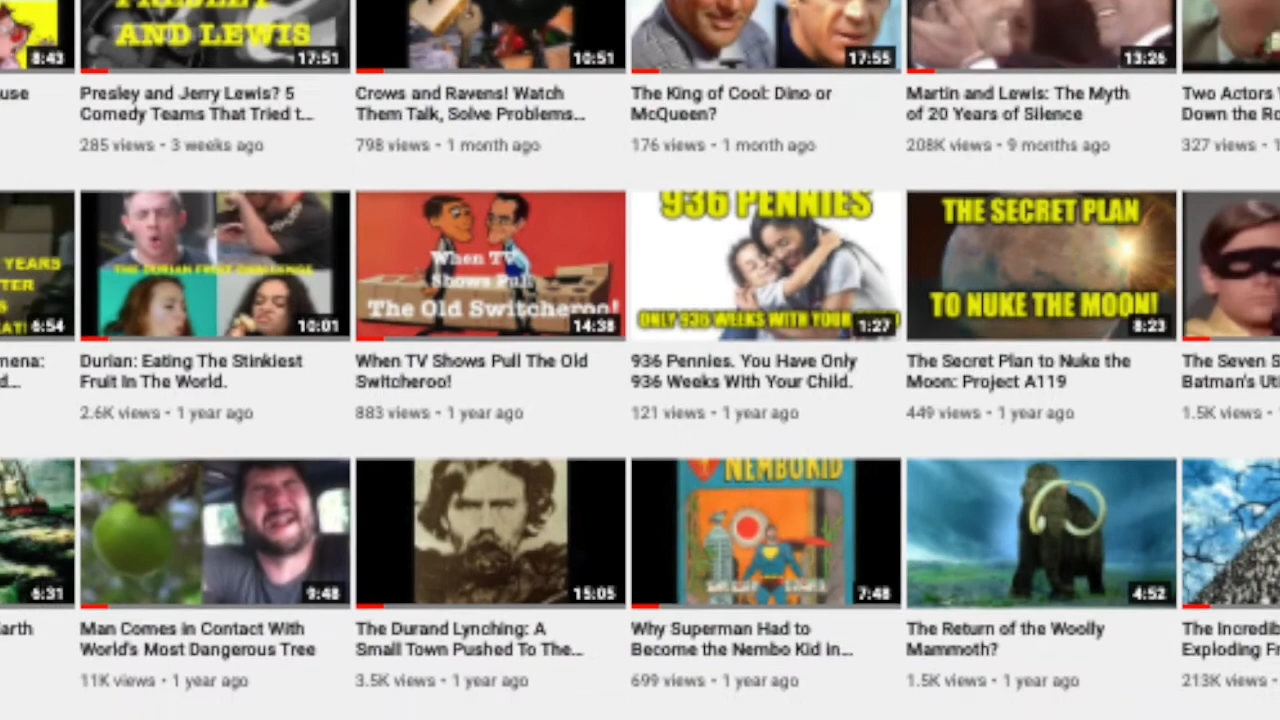 PRESLEY
AND LEWIS
8:43
17:51
10:51
17:55
13:26
use
Presley and Jerry Lewis? 5
Comedy Teams That Tried t...
285 views • 3 weeks ago
Crows and Ravens! Watch
Them Talk, Solve Problems...
798 views • 1 month ago
The King of Cool: Dino or
McQueen?
176 views • 1 month ago
Martin and Lewis: The Myth
of 20 Years of Silence
208K views • 9 months ago
Two Actors
Down the
327 views •
YEARS
6:54
THE DURIAN FRUIT CHALLENGE
10:01
When TV
Shows Pull
The Old Switcheroo!
14:38
936 PENNIES
ONLY 936 WEEKS WITH YOUR
1:27
THE SECRET PLAN
TO NUKE THE MOON!
8:23
mena:
d...
Durian: Eating The Stinkiest
Fruit In The World.
2.6K views • 1 year ago
When TV Shows Pull The Old
Switcheroo!
883 views • 1 year ago
936 Pennies. You Have Only
936 Weeks With Your Child.
121 views • 1 year ago
The Secret Plan to Nuke the
Moon: Project A119
449 views • 1 year ago
The Seven S
Batman's Uti
1.5K views •
6:31
9:48
15:05
NEMBO KID
7:48
4:52
arth
Man Comes in Contact With
World's Most Dangerous Tree
11K views • 1 year ago
The Durand Lynching: A
Small Town Pushed To The...
3.5K views • 1 year ago
Why Superman Had to
Become the Nembo Kid in...
699 views • 1 year ago
The Return of the Woolly
Mammoth?
1.5K views • 1 year ago
The Incredib
Exploding Fr
213K views •